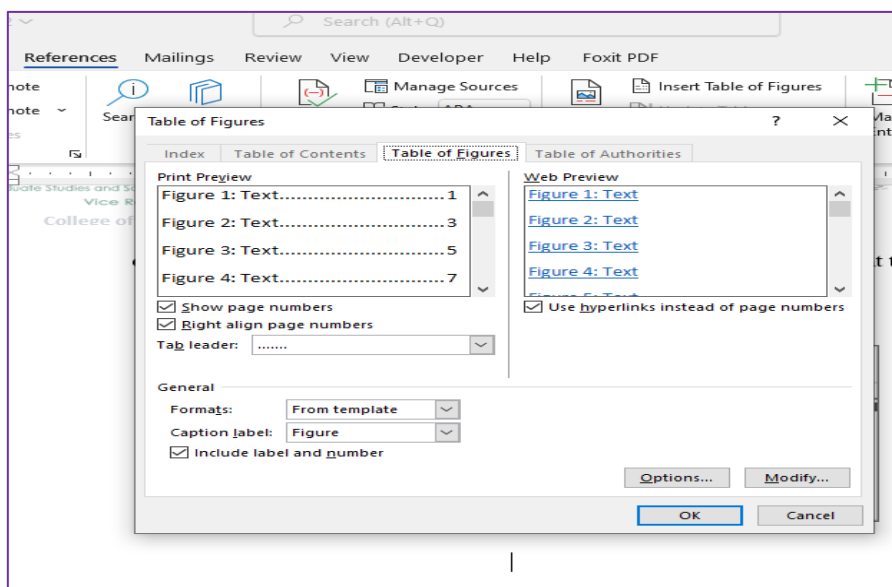 Search (Alt+Q)
References Mailings Review View Developer Help Foxit PDF
Manage Sources
Insert Table of Figures
Table of Figures ?
Index Table of Contents Table of Figures Table of Authorities
Print Preview
Figure 1: Text..............................1
Figure 2: Text..............................3
Figure 3: Text..............................5
Figure 4: Text..............................7
Web Preview
Figure 1: Text
Figure 2: Text
Figure 3: Text
Figure 4: Text
Show page numbers
Right align page numbers
Tab leader: .......
Use hyperlinks instead of page numbers
General
Formats: From template
Caption label: Figure
Include label and number
Options... Modify...
OK Cancel
College of